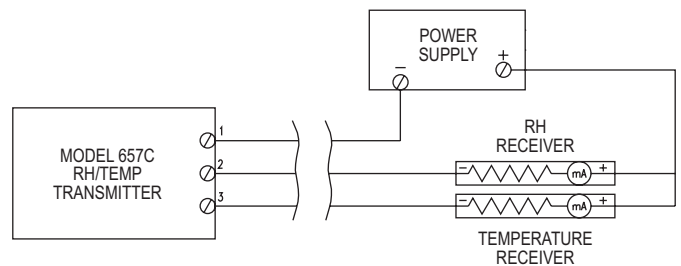 POWER
SUPPLY
–
+
MODEL 657C
RH/TEMP
TRANSMITTER
1
2
3
RH
RECEIVER
– mA +
– mA +
TEMPERATURE
RECEIVER